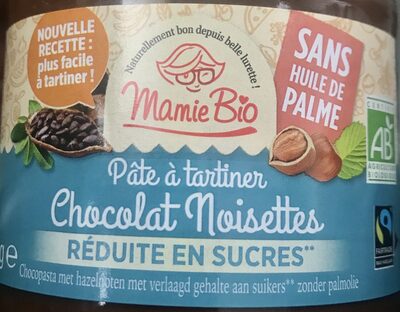 NOUVELLE
RECETTE :
plus facile
à tartiner !
Naturellement bon depuis belle lurette !
Mamie Bio
SANS
HUILE DE
PALME
AB
AGRICULTURE
BIOLOGIQUE
Pâte à tartiner
Chocolat Noisettes
RÉDUITE EN SUCRES**
g e
Chocopasta met hazelnoten met verlaagd gehalte aan suikers** zonder palmolie